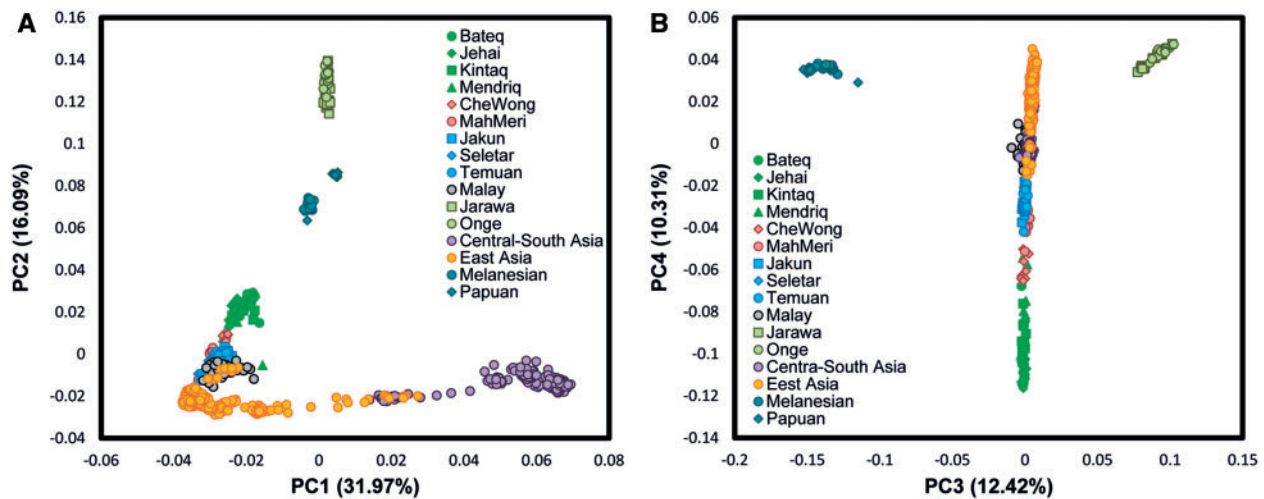 A
PC2 (16.09%)
0.16
0.14
0.12
0.1
0.08
0.06
0.04
0.02
0
-0.02
-0.04
-0.06
-0.04
-0.02
0
0.02
0.04
0.06
0.08
PC1 (31.97%)
Bateq
Jehai
Kintaq
Mendriq
CheWong
MahMeri
Jakun
Seletar
Temuan
Malay
Jarawa
Onge
Central-South Asia
East Asia
Melanesian
Papuan
B
PC4 (10.31%)
0.06
0.04
0.02
0
-0.02
-0.04
-0.06
-0.08
-0.1
-0.12
-0.14
-0.2
-0.15
-0.1
-0.05
0
0.05
0.1
0.15
PC3 (12.42%)
Bateq
Jehai
Kintaq
Mendriq
CheWong
MahMeri
Jakun
Seletar
Temuan
Malay
Jarawa
Onge
Centra-South Asia
Eest Asia
Melanesian
Papuan